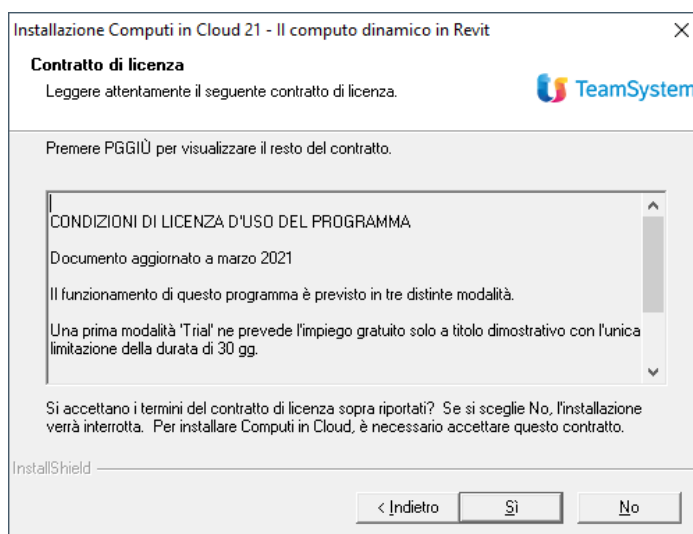 Installazione Computi in Cloud 21 - Il computo dinamico in Revit
Contratto di licenza
Leggere attentamente il seguente contratto di licenza.
TeamSystem
Premere PGGIÙ per visualizzare il resto del contratto.
CONDIZIONI DI LICENZA D'USO DEL PROGRAMMA
Documento aggiornato a marzo 2021
Il funzionamento di questo programma è previsto in tre distinte modalità.
Una prima modalità 'Trial' ne prevede l'impiego gratuito solo a titolo dimostrativo con l'unica
limitazione della durata di 30 gg.
Si accettano i termini del contratto di licenza sopra riportati? Se si sceglie No, l'installazione
verrà interrotta. Per installare Computi in Cloud, è necessario accettare questo contratto.
InstallShield
< Indietro
Sì
No